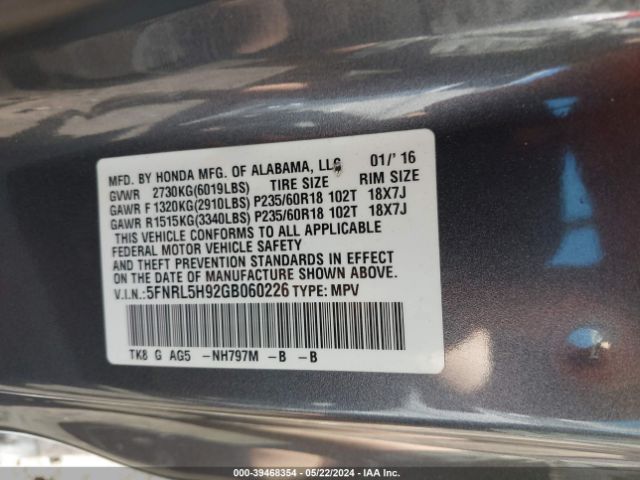 MFD. BY HONDA MFG. OF ALABAMA, LLC 01/'16
GVWR 2730KG(6019LBS) TIRE SIZE RIM SIZE
GAWR F 1320KG(2910LBS) P235/60R18 102T 18X7J
GAWR R 1515KG(3340LBS) P235/60R18 102T 18X7J
THIS VEHICLE CONFORMS TO ALL APPLICABLE
FEDERAL MOTOR VEHICLE SAFETY
AND THEFT PREVENTION STANDARDS IN EFFECT
ON THE DATE OF MANUFACTURE SHOWN ABOVE.
V.I.N.:5FNRL5H92GB060226 TYPE: MPV
TK8 G AG5 -NH797M -B -B
000-39468354 - 05/22/2024 - IAA Inc.